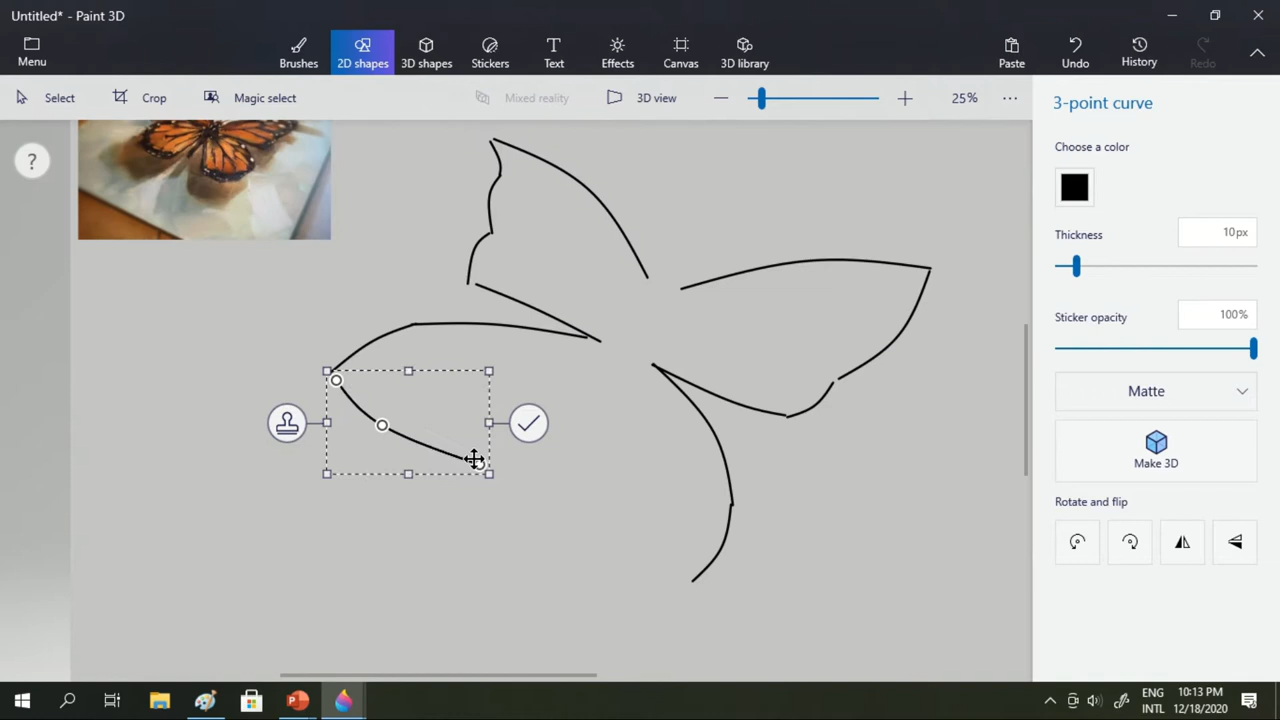 Untitled* - Paint 3D
Menu
Brushes
2D shapes
3D shapes
Stickers
Text
Effects
Canvas
3D library
Paste
Undo
History
Redo
Select
Crop
Magic select
Mixed reality
3D view
25%
3-point curve
Choose a color
Thickness
10px
Sticker opacity
100%
Matte
Make 3D
Rotate and flip
?
ENG
INTL
10:13 PM
12/18/2020